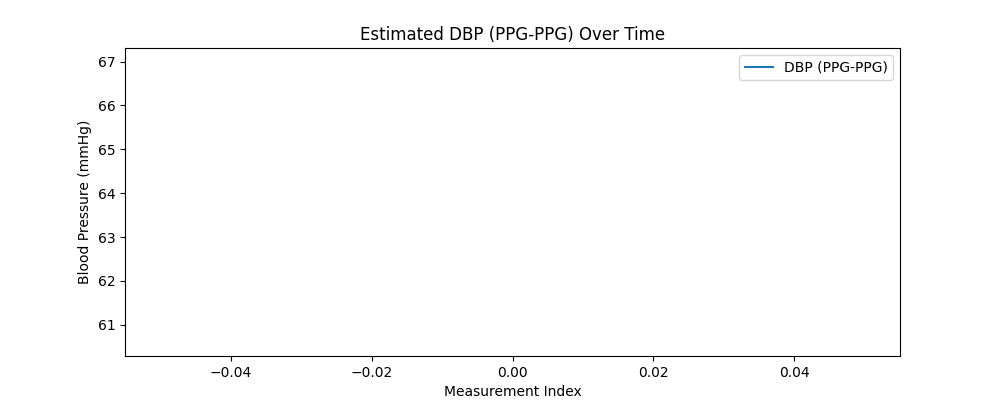 Estimated DBP (PPG-PPG) Over Time
DBP (PPG-PPG)
67
66
65
64
63
62
61
Blood Pressure (mmHg)
−0.04 −0.02 0.00 0.02 0.04
Measurement Index